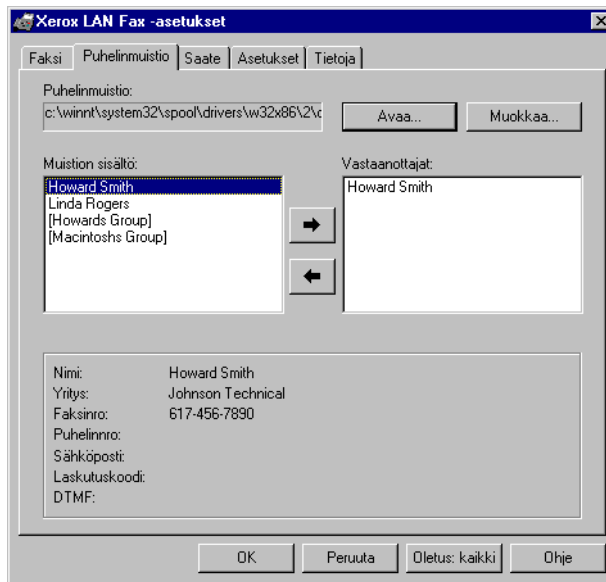 Xerox LAN Fax -asetukset
Faksi Puhelinmuistio Saate Asetukset Tietoja
Puhelinmuistio:
c:\winnt\system32\spool\drivers\w32x86\2\c Avaa... Muokkaa...
Muistion sisältö: Vastaanottajat:
Howard Smith Howard Smith
Linda Rogers
[Howards Group]
[Macintoshs Group]
Nimi: Howard Smith
Yritys: Johnson Technical
Faksinro: 617-456-7890
Puhelinnro:
Sähköposti:
Laskutuskoodi:
DTMF:
OK Peruuta Oletus: kaikki Ohje